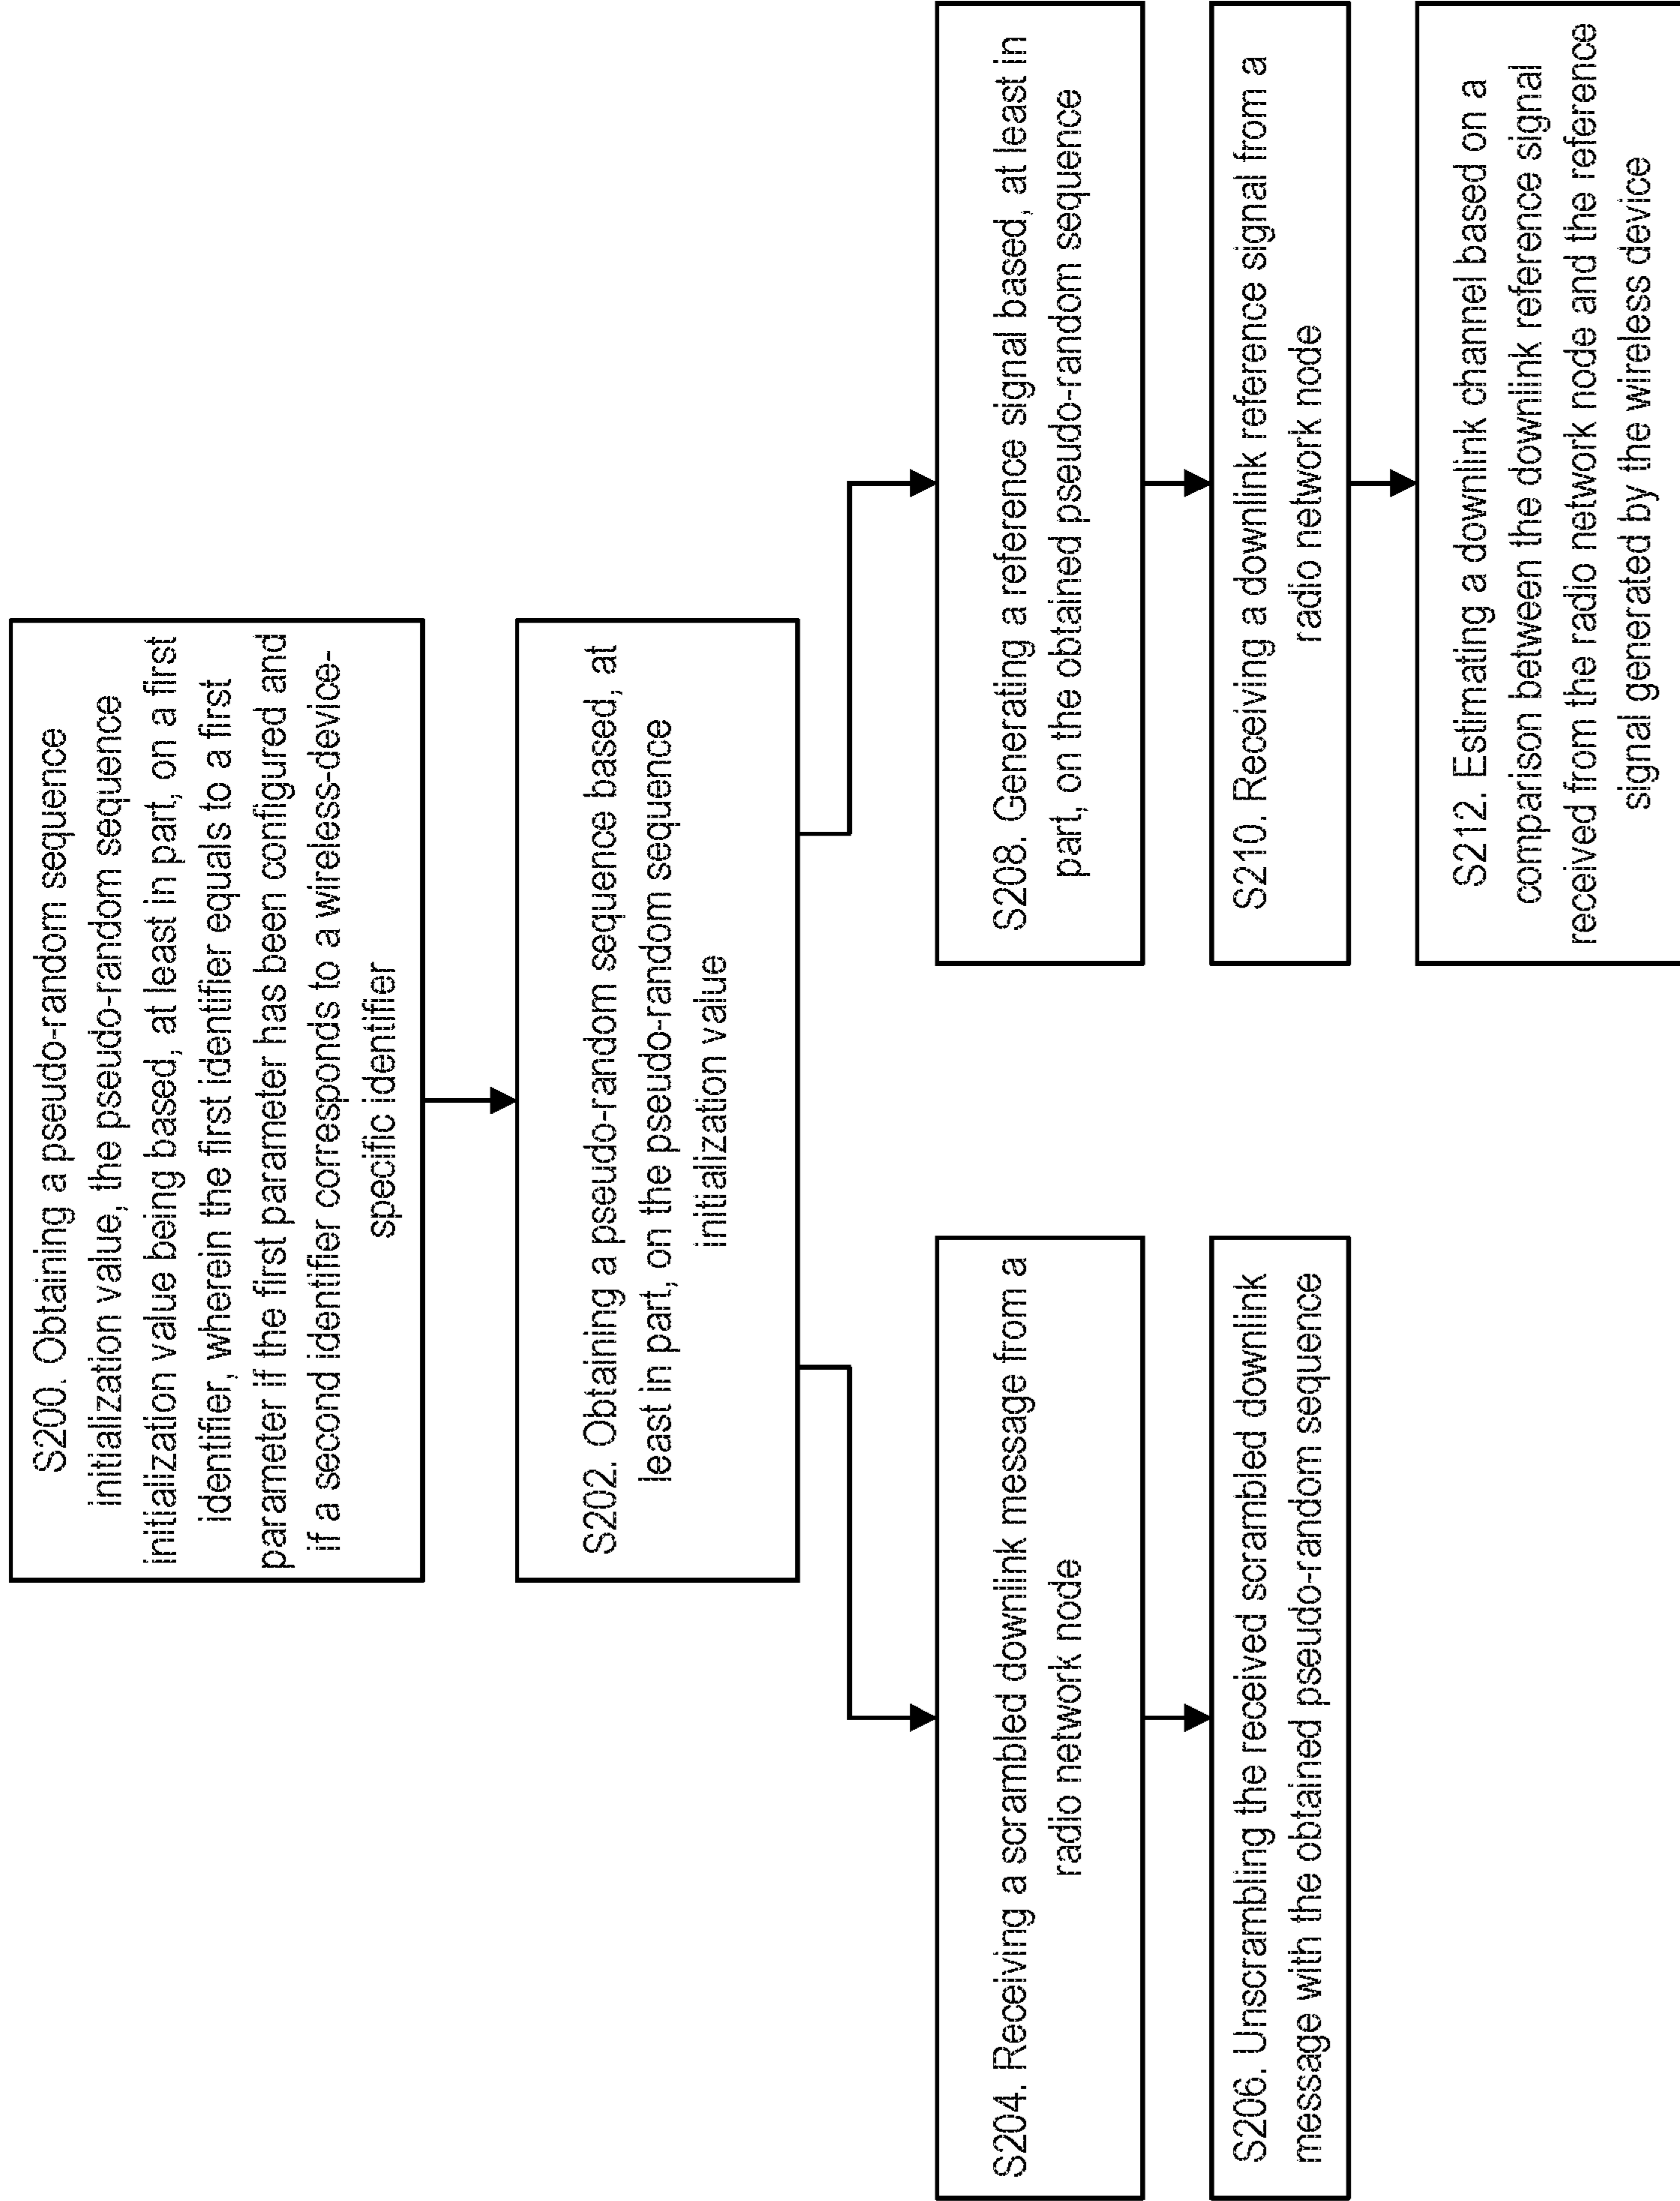 S200. Obtaining a pseudo-random sequence
initialization value, the pseudo-random sequence
initialization value being based, at least in part, on a first
identifier, wherein the first identifier equals to a first
parameter if the first parameter has been configured and
if a second identifier corresponds to a wireless-device-
specific identifier
S202. Obtaining a pseudo-random sequence based, at
least in part, on the pseudo-random sequence
initialization value
S204. Receiving a scrambled downlink message from a
radio network node
S206. Unscrambling the received scrambled downlink
message with the obtained pseudo-random sequence
S208. Generating a reference signal based, at least in
part, on the obtained pseudo-random sequence
S210. Receiving a downlink reference signal from a
radio network node
S212. Estimating a downlink channel based on a
comparison between the downlink reference signal
received from the radio network node and the reference
signal generated by the wireless device